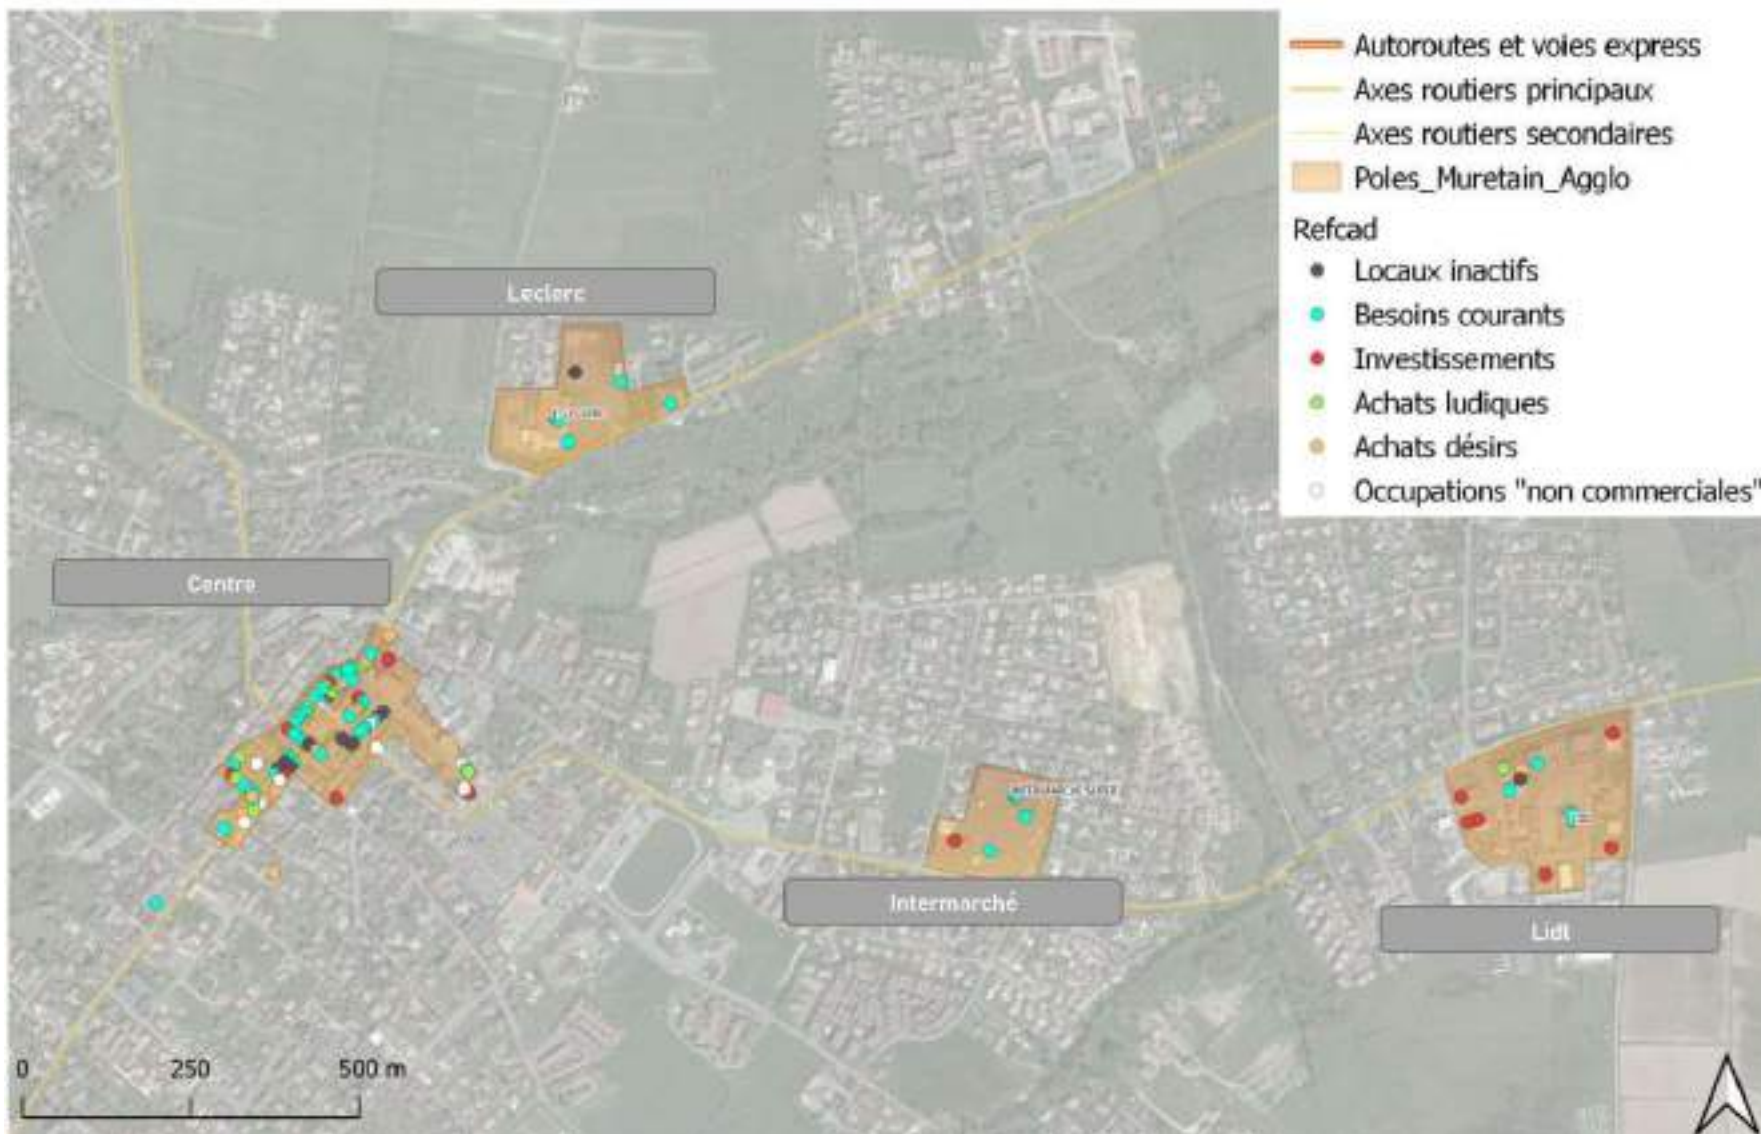 Autoroutes et voies express
Axes routiers principaux
Axes routiers secondaires
Poles_Muretain_Agglo
Refcad
Locaux inactifs
Besoins courants
Investissements
Achats ludiques
Achats désirs
Occupations "non commerciales"
Leclerc
Centre
Intermarché
Lidl
0 250 500 m